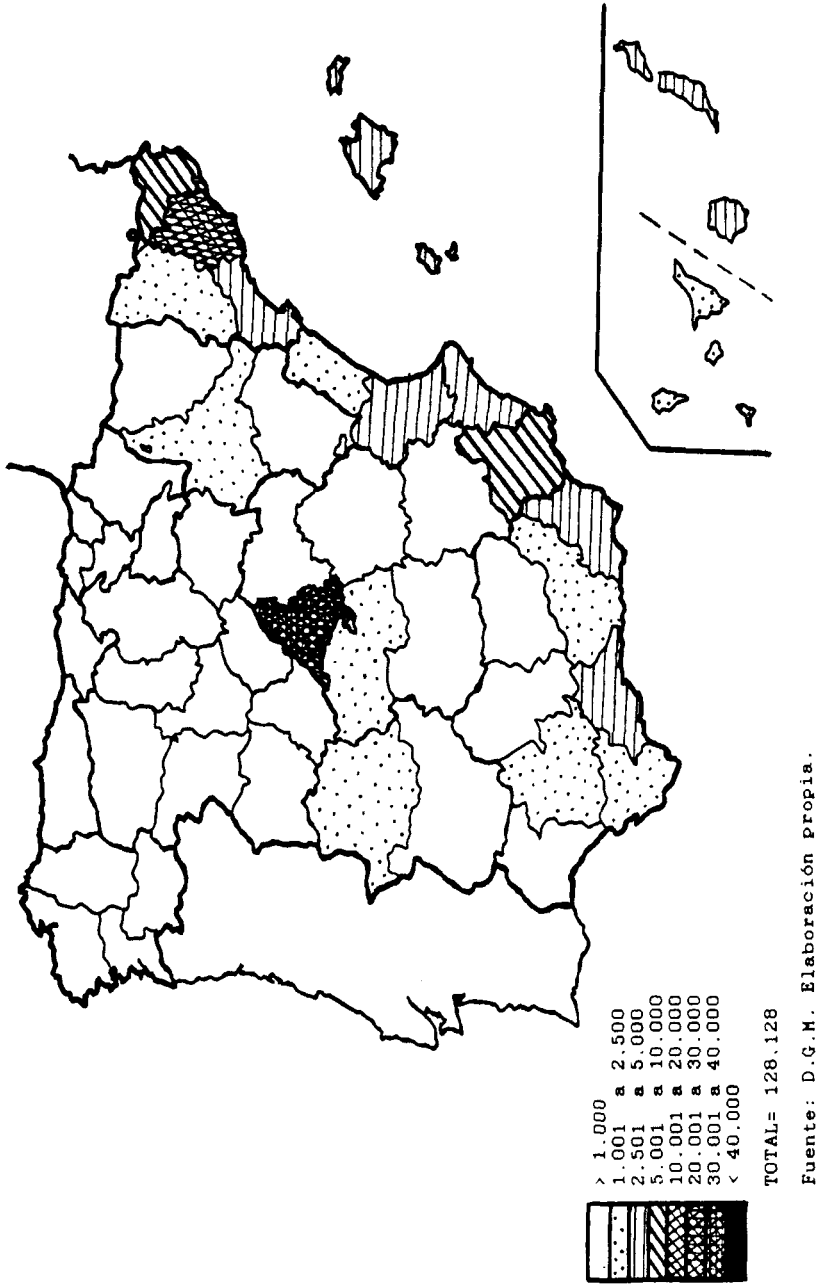 > 1.000
1.001 a 2.500
2.501 a 5.000
5.001 a 10.000
10.001 a 20.000
20.001 a 30.000
30.001 a 40.000
< 40.000
TOTAL= 128.128
Fuente: D.G.M. Elaboración propia.